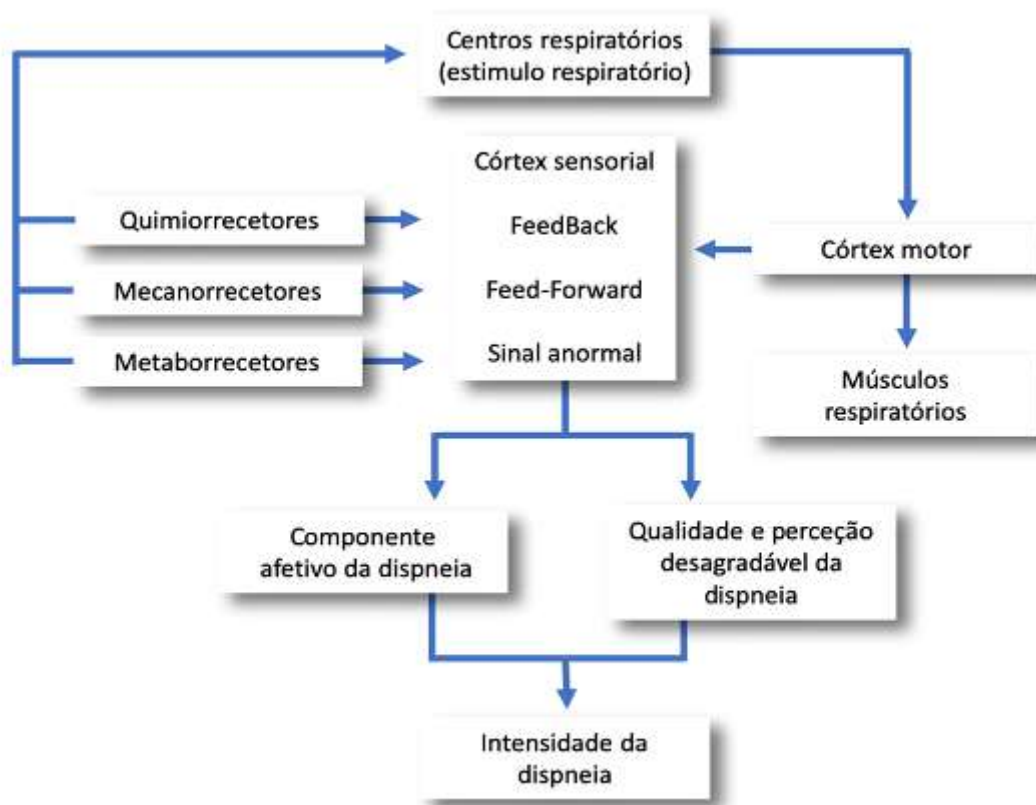 Centros respiratórios
(estimulo respiratório)
Córtex sensorial
FeedBack
Feed-Forward
Sinal anormal
Quimiorrecetores
Mecanorrecetores
Metaborrecetores
Córtex motor
Músculos
respiratórios
Componente
afetivo da dispneia
Qualidade e perceção
desagradável da
dispneia
Intensidade da
dispneia